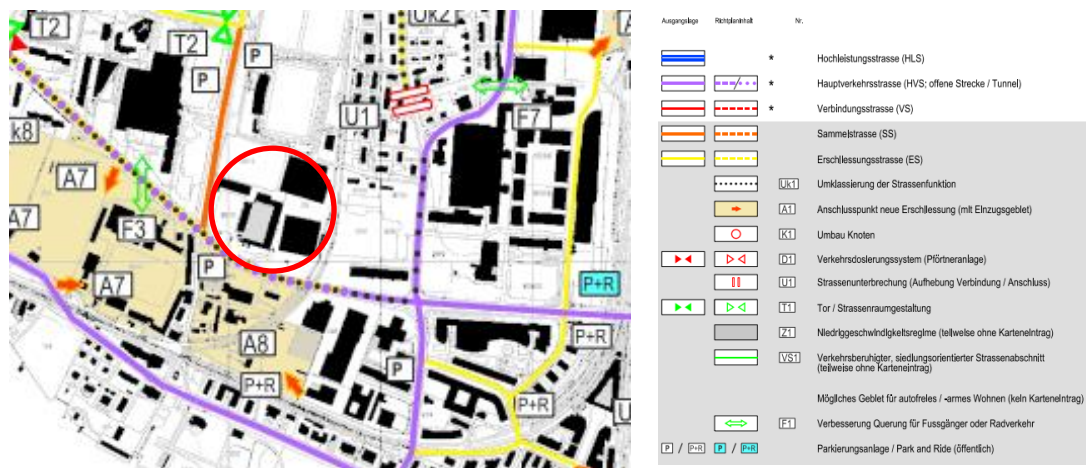 T2
T2
P
P
Uk2
A
U1
F7
k8
A7
A7
F3
A7
P
P+R
A8
P+R
P
P+R
P+R
U
Ausgangslage Richtplaninhalt Nr.
* Hochleistungsstrasse (HLS)
* Hauptverkehrsstrasse (HVS; offene Strecke / Tunnel)
* Verbindungsstrasse (VS)
Sammelstrasse (SS)
Erschliessungsstrasse (ES)
Uk1 Umklassierung der Strassenfunktion
A1 Anschlusspunkt neue Erschliessung (mit Einzugsgebiet)
K1 Umbau Knoten
D1 Verkehrsdosierungssystem (Pförtneranlage)
U1 Strassenunterbrechung (Aufhebung Verbindung / Anschluss)
T1 Tor / Strassenraumgestaltung
Z1 Niedriggeschwindigkeitsregime (teilweise ohne Karteneintrag)
VS1 Verkehrsberuhigter, siedlungsorientierter Strassenabschnitt
(teilweise ohne Karteneintrag)
Mögliches Gebiet für autofreies / -armes Wohnen (kein Karteneintrag)
F1 Verbesserung Querung für Fussgänger oder Radverkehr
P / P+R P / P+R Parkierungsanlage / Park and Ride (öffentlich)